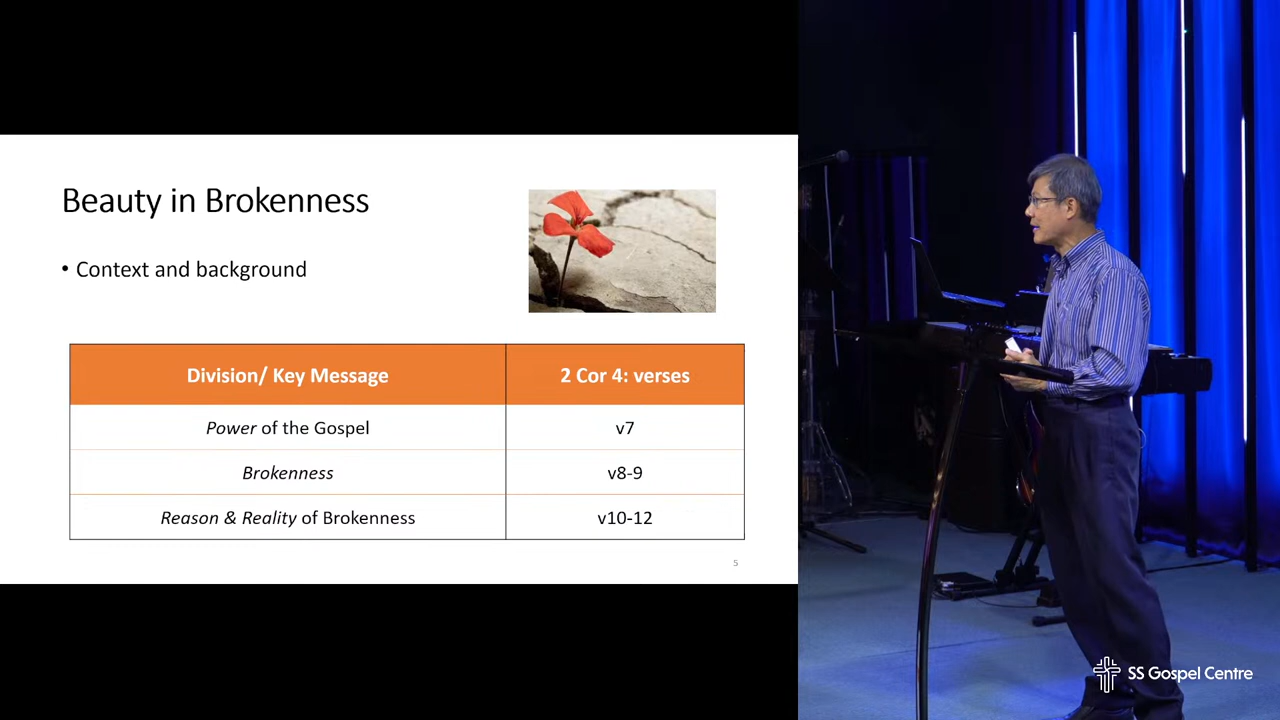 Beauty in Brokenness
• Context and background
Division/ Key Message
2 Cor 4: verses
Power of the Gospel
v7
Brokenness
v8-9
Reason & Reality of Brokenness
v10-12
5
SS Gospel Centre